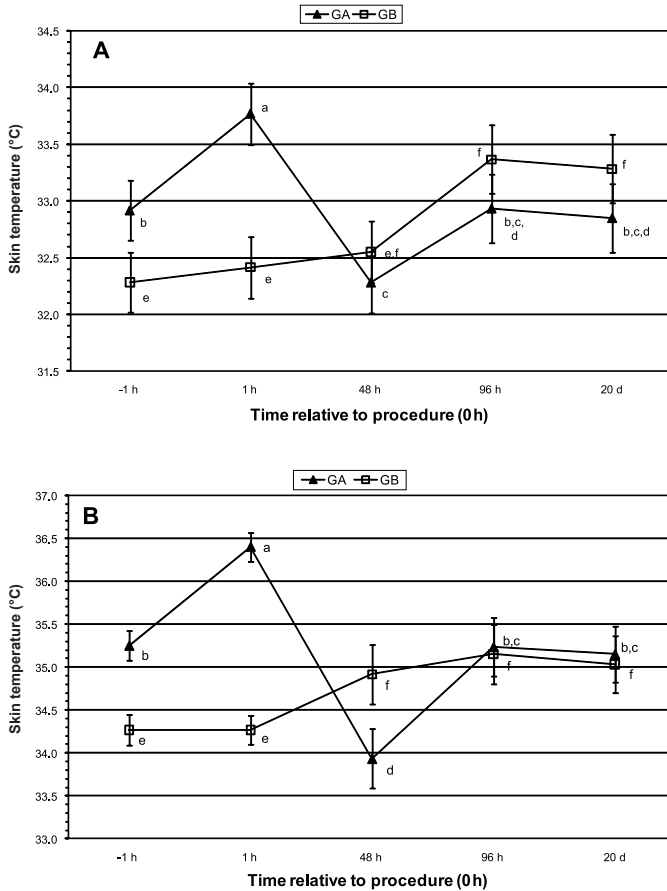 GA GB
A
34.5
34.0
33.5
33.0
32.5
32.0
31.5
Skin temperature (°C)
b
a
c
b,c,
d
b,c,d
e
e
e,f
f
f
-1 h 1 h 48 h 96 h 20 d
Time relative to procedure (0h)
GA GB
B
37.0
36.5
36.0
35.5
35.0
34.5
34.0
33.5
33.0
Skin temperature (°C)
b
a
d
b,c
b,c
e
e
f
f
f
-1 h 1 h 48 h 96 h 20 d
Time relative to procedure (0h)